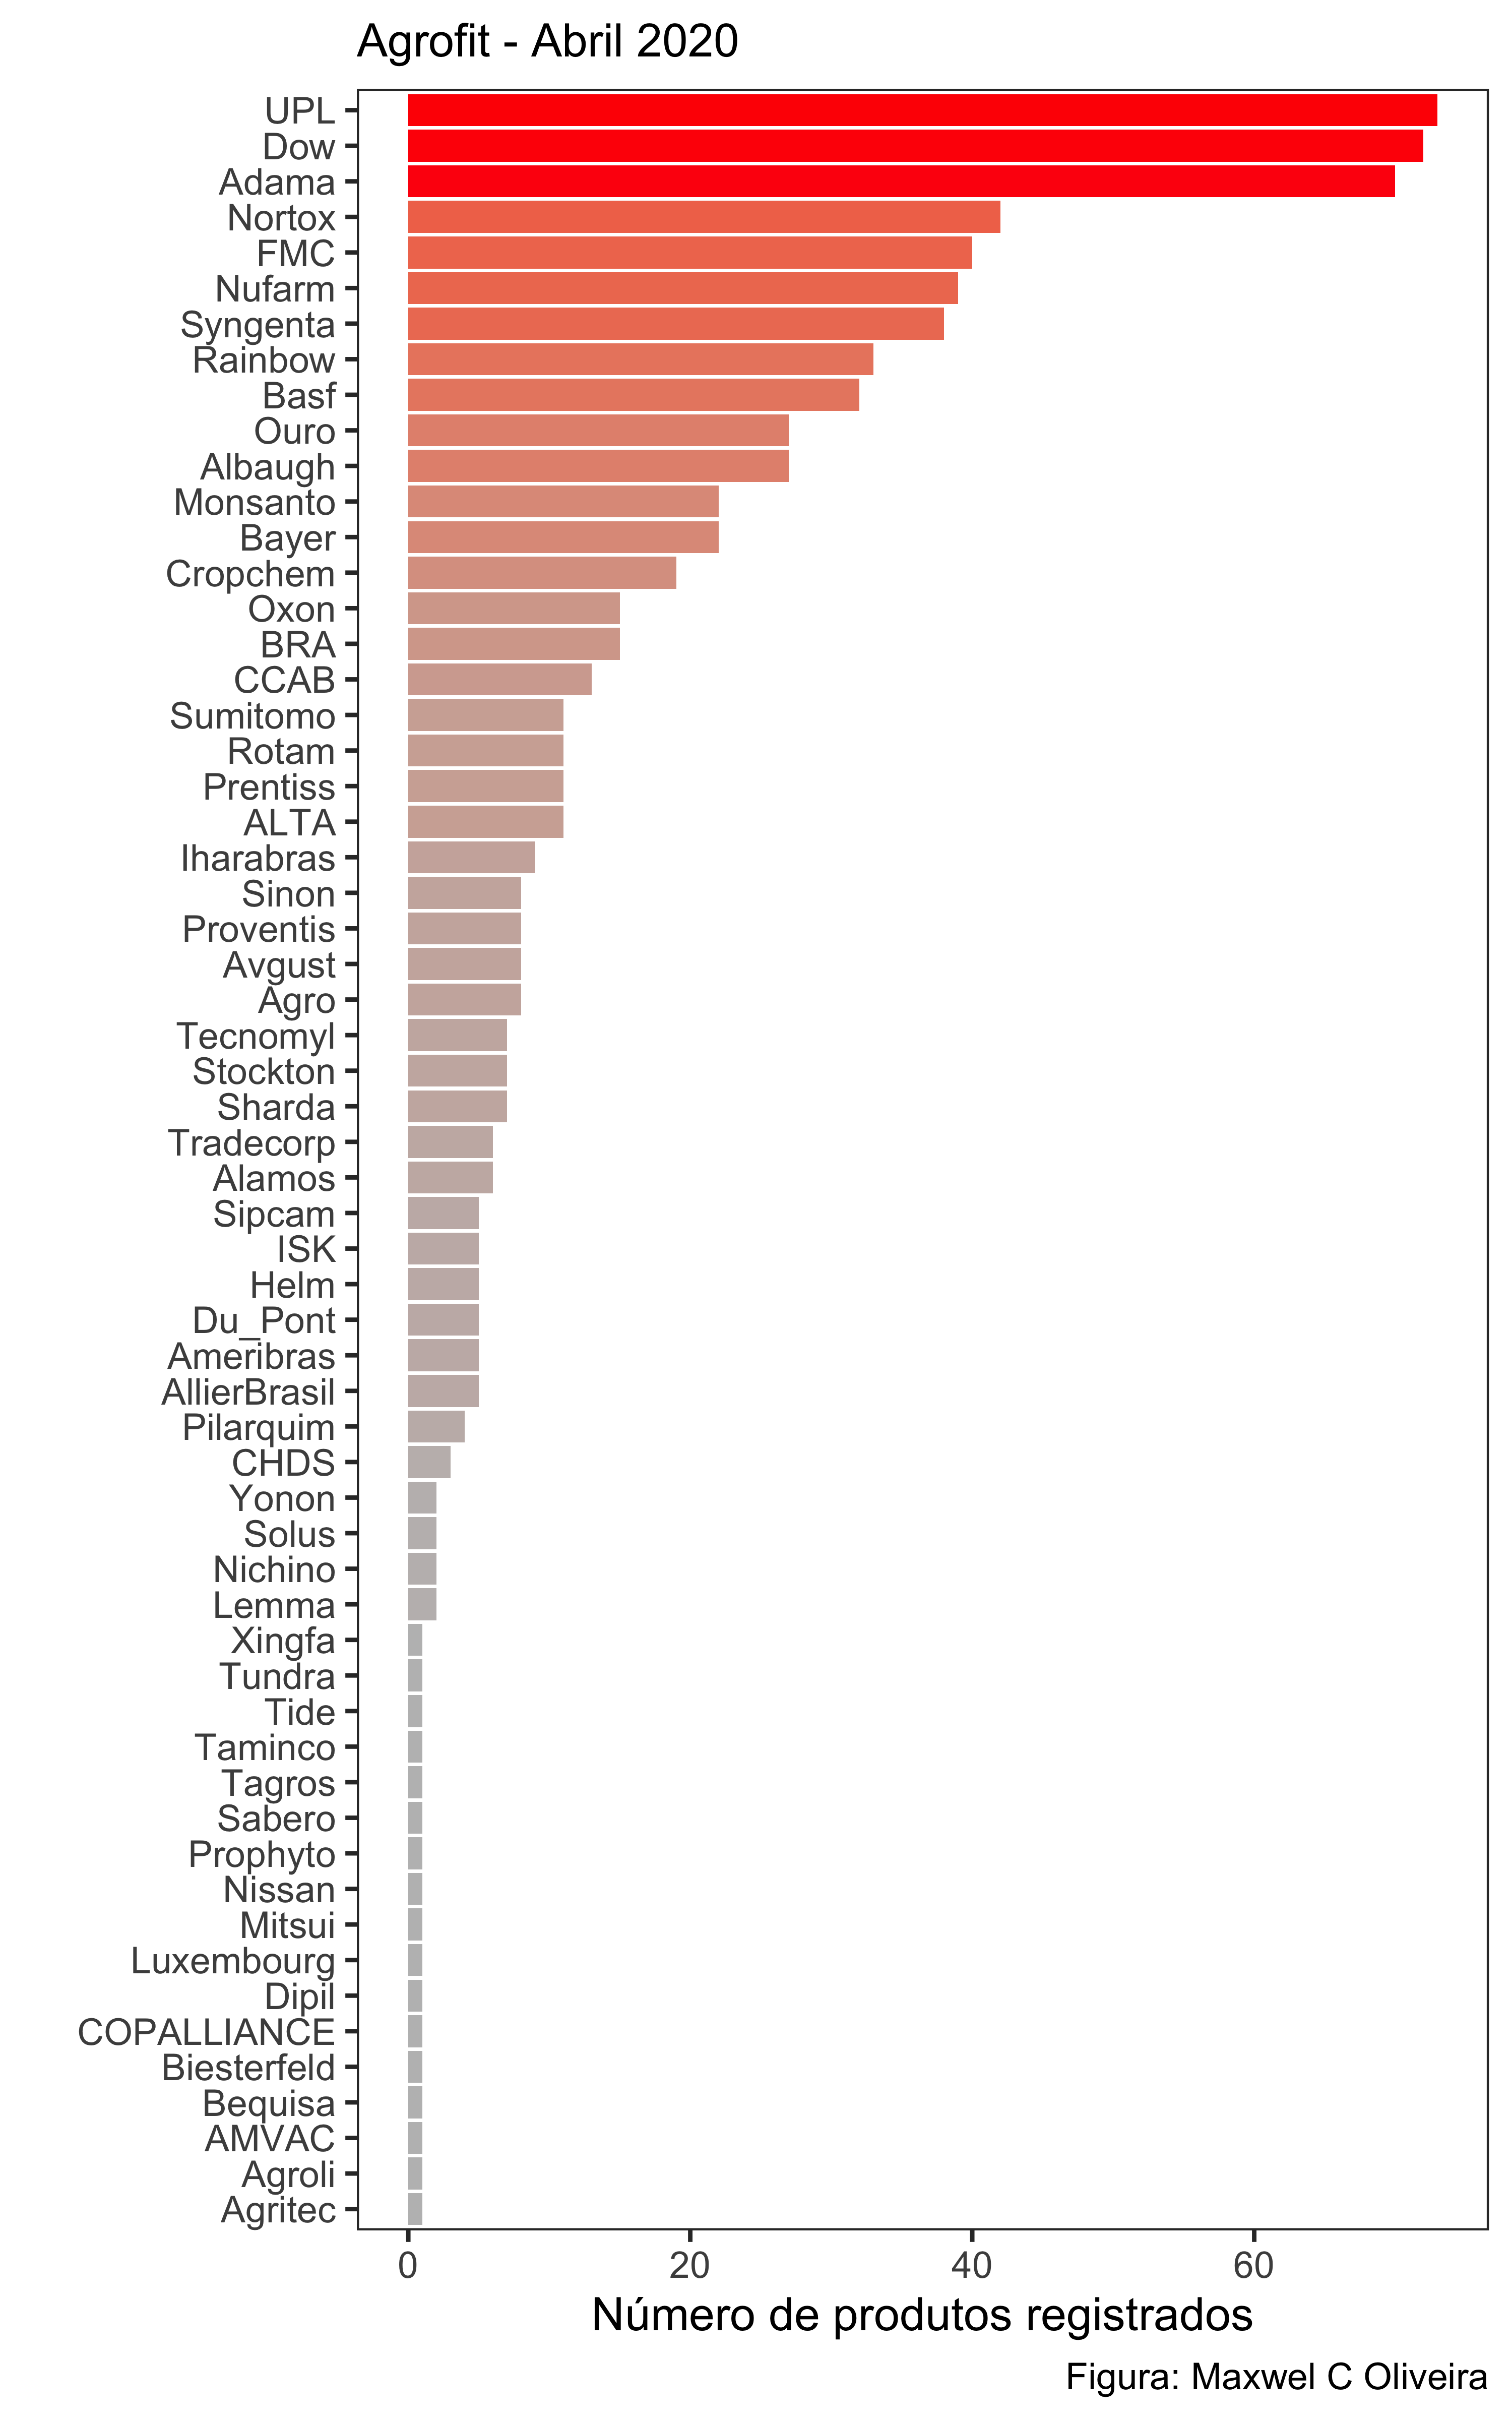 Agrofit - Abril 2020
UPL
Dow
Adama
Nortox
FMC
Nufarm
Syngenta
Rainbow
Basf
Ouro
Albaugh
Monsanto
Bayer
Cropchem
Oxon
BRA
CCAB
Sumitomo
Rotam
Prentiss
ALTA
Iharabras
Sinon
Proventis
Avgust
Agro
Tecnomyl
Stockton
Sharda
Tradecorp
Alamos
Sipcam
ISK
Helm
Du_Pont
Ameribras
AllierBrasil
Pilarquim
CHDS
Yonon
Solus
Nichino
Lemma
Xingfa
Tundra
Tide
Taminco
Tagros
Sabero
Prophyto
Nissan
Mitsui
Luxembourg
Dipil
COPALLIANCE
Biesterfeld
Bequisa
AMVAC
Agroli
Agritec
0 20 40 60
Número de produtos registrados
Figura: Maxwel C Oliveira